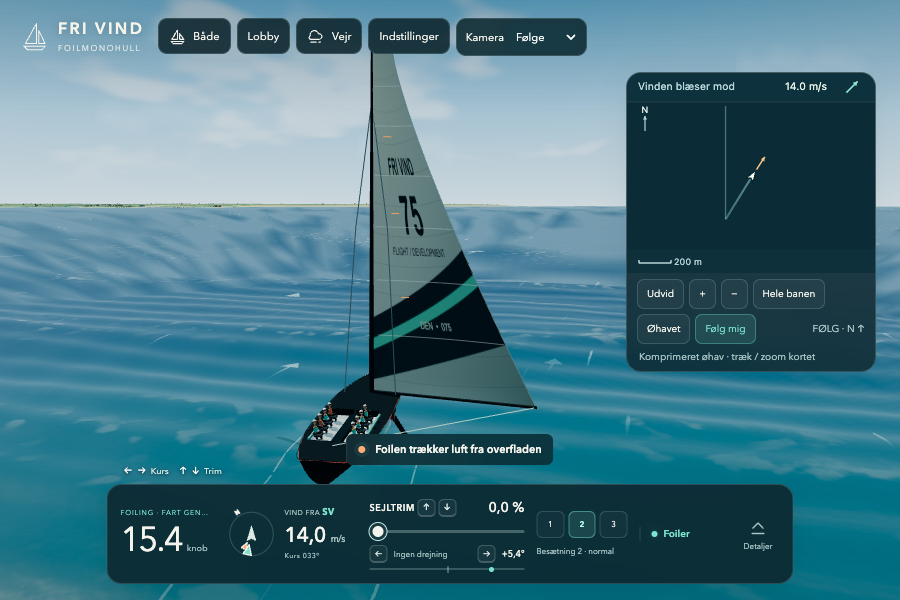 FRI VIND
FOILMONOHULL
Både
Lobby
Vejr
Indstillinger
Kamera Følge
Vinden blæser mod 14.0 m/s
N
200 m
Udvid + − Hele banen
Øhavet Følg mig FØLG · N ↑
Komprimeret øhav · træk / zoom kortet
FRI VIND
75
FLIGHT / DEVELOPMENT
DEN • 075
Foilen trækker luft fra overfladen
← → Kurs ↑ ↓ Trim
FOILING · FART GEN...
15.4 knob
VIND FRA SV
14,0 m/s
Kurs 033°
SEJLTRIM ↑ ↓ 0,0 %
← Ingen drejning → +5,4°
1 2 3
Besætning 2 · normal
Foiler
Detaljer